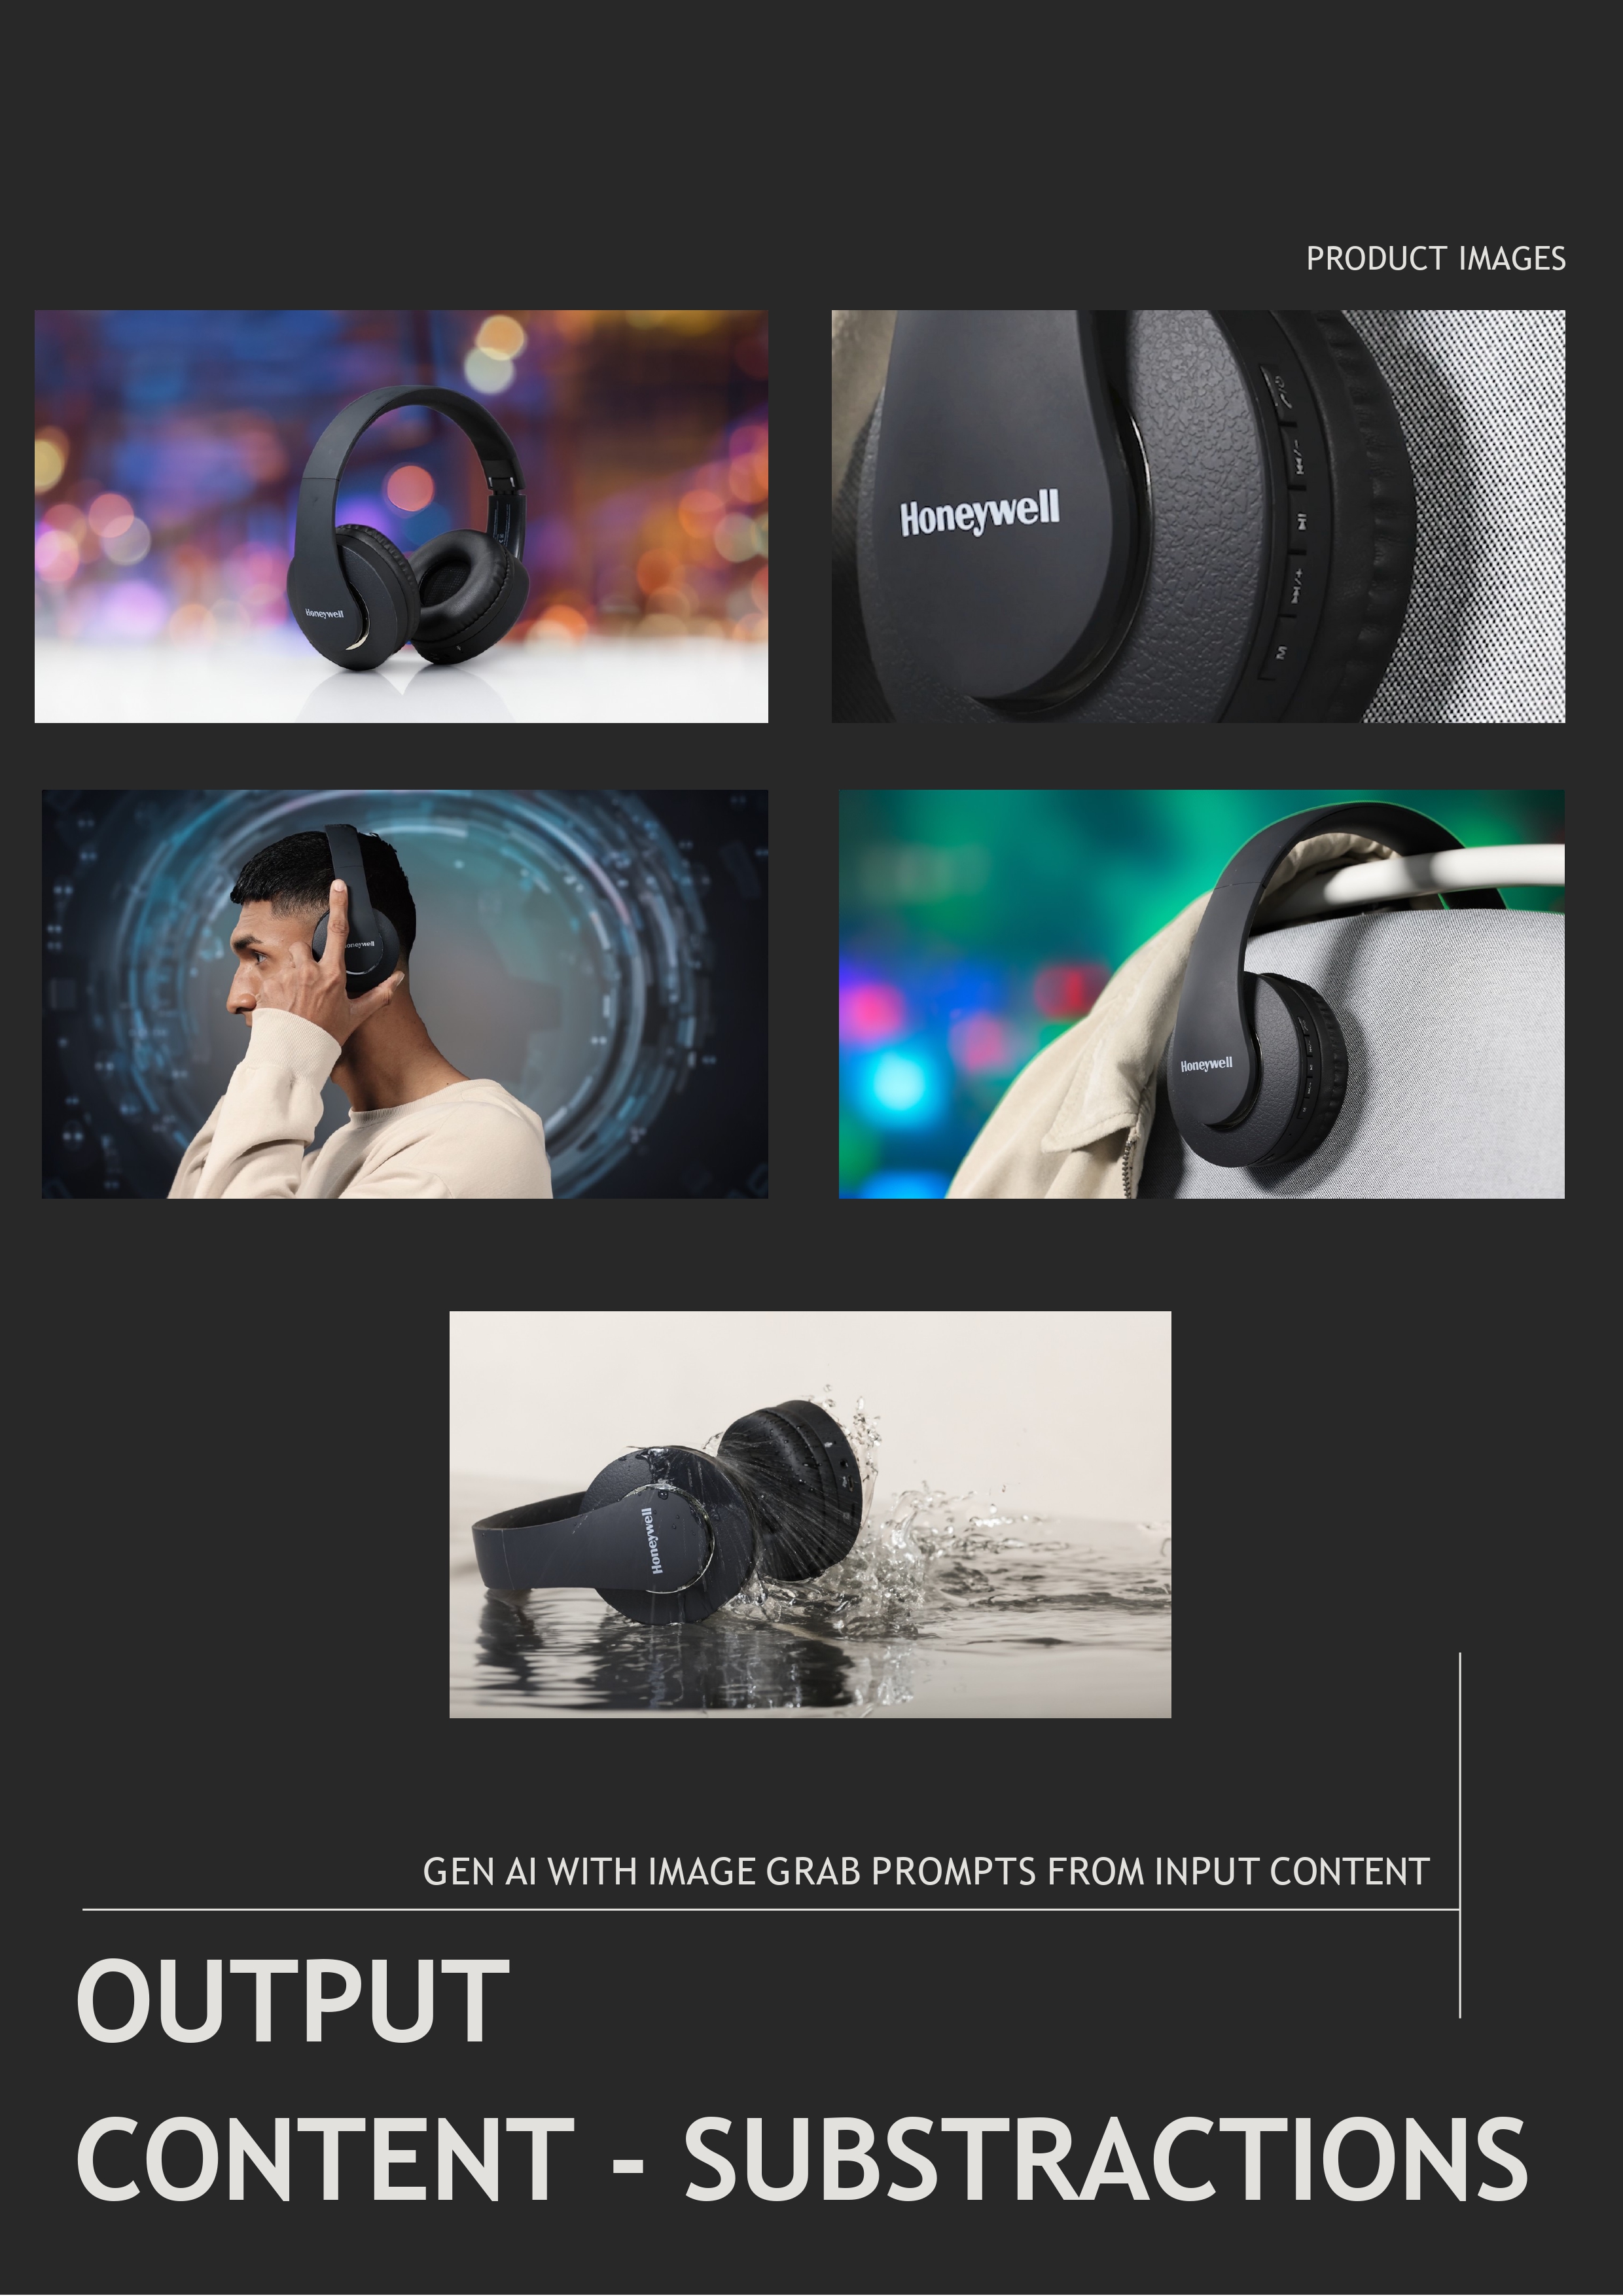 PRODUCT IMAGES
Honeywell
Honeywell
M
oneywell
Honeywell
Honeywell
GEN AI WITH IMAGE GRAB PROMPTS FROM INPUT CONTENT
OUTPUT
CONTENT - SUBSTRACTIONS